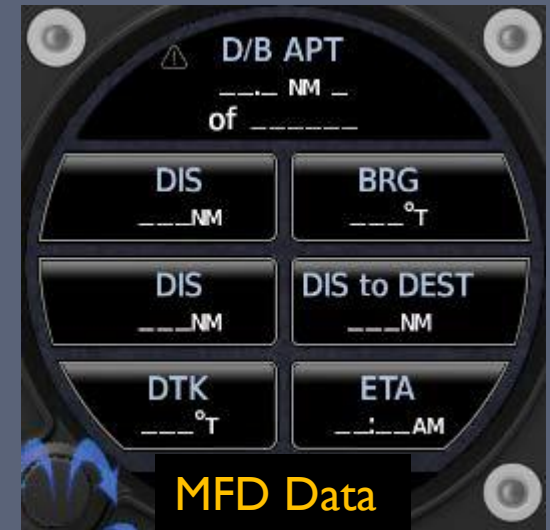 D/B APT
__._ NM _
of ______
DIS BRG
___NM ___°T
DIS DIS to DEST
___NM ___NM
DTK ETA
___°T __:__AM
MFD Data